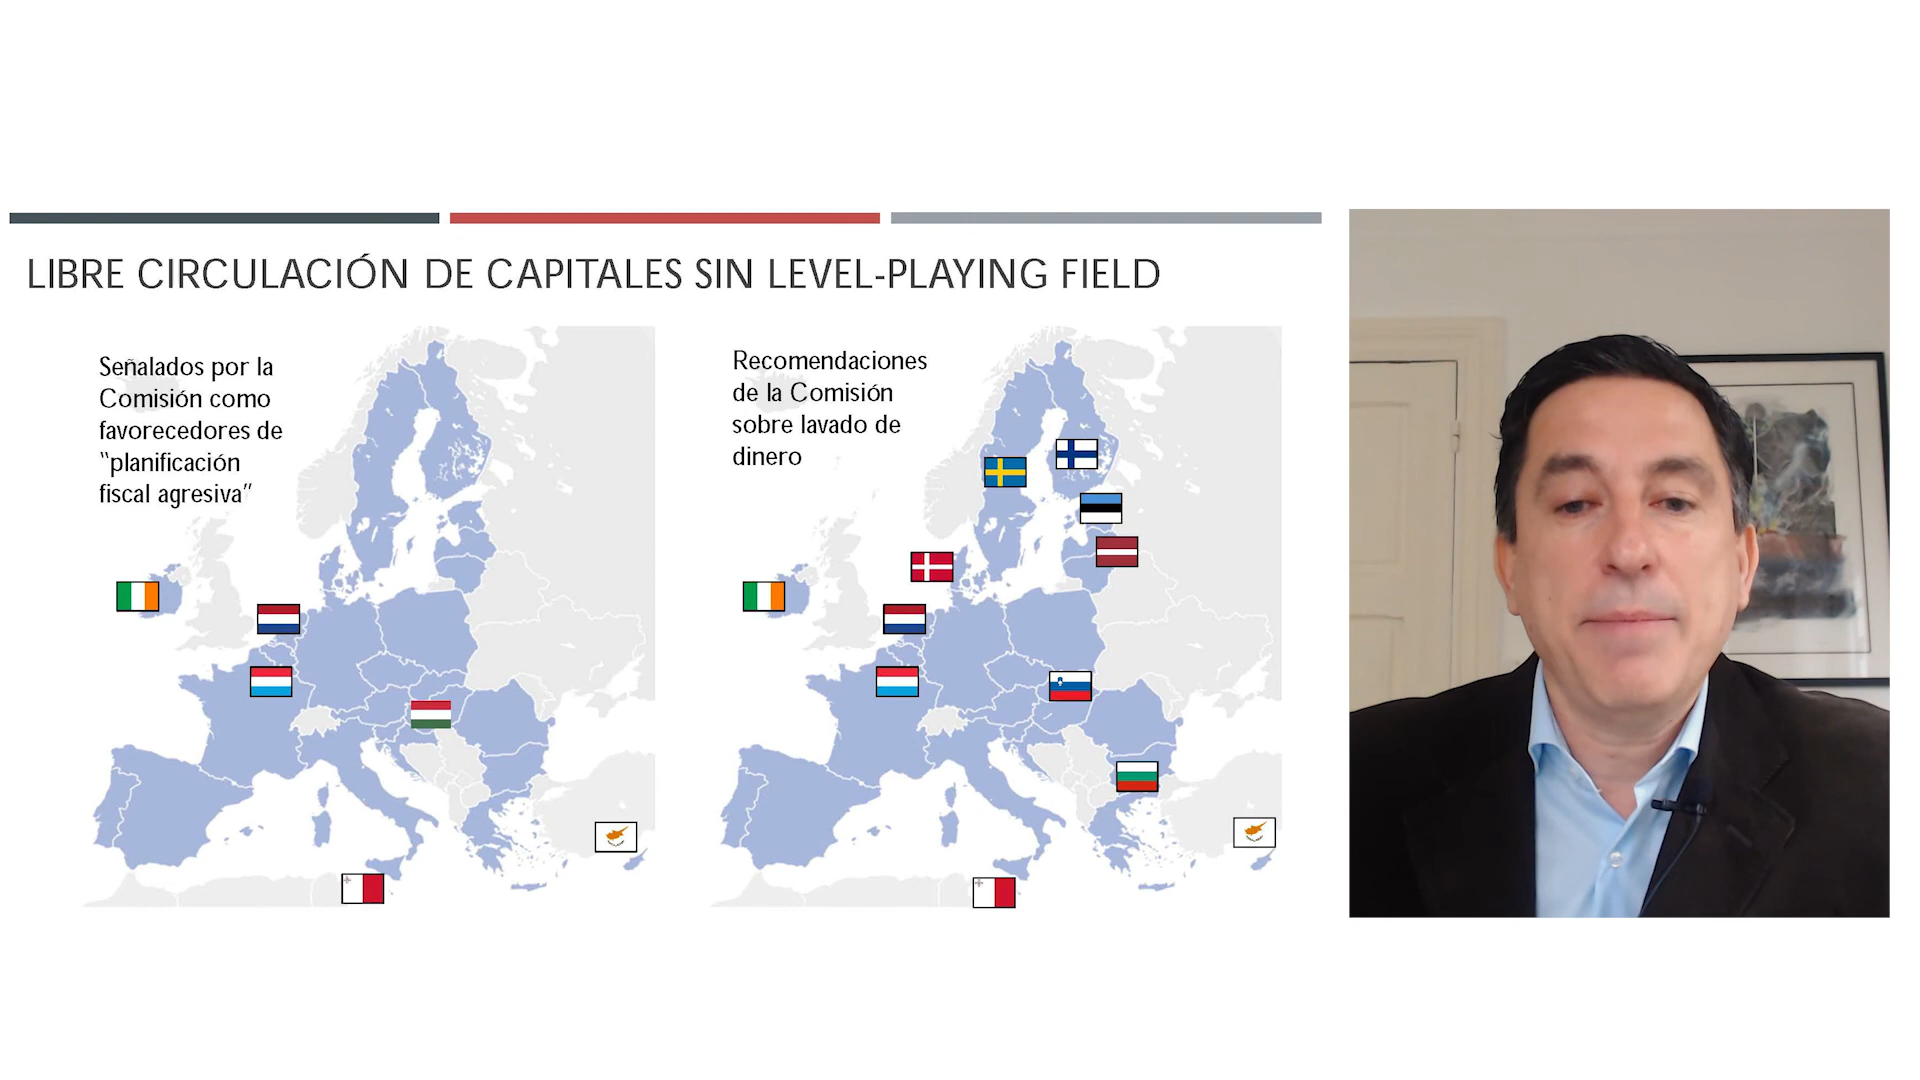 LIBRE CIRCULACIÓN DE CAPITALES SIN LEVEL-PLAYING FIELD
Señalados por la
Comisión como
favorecedores de
“planificación
fiscal agresiva”
Recomendaciones
de la Comisión
sobre lavado de
dinero